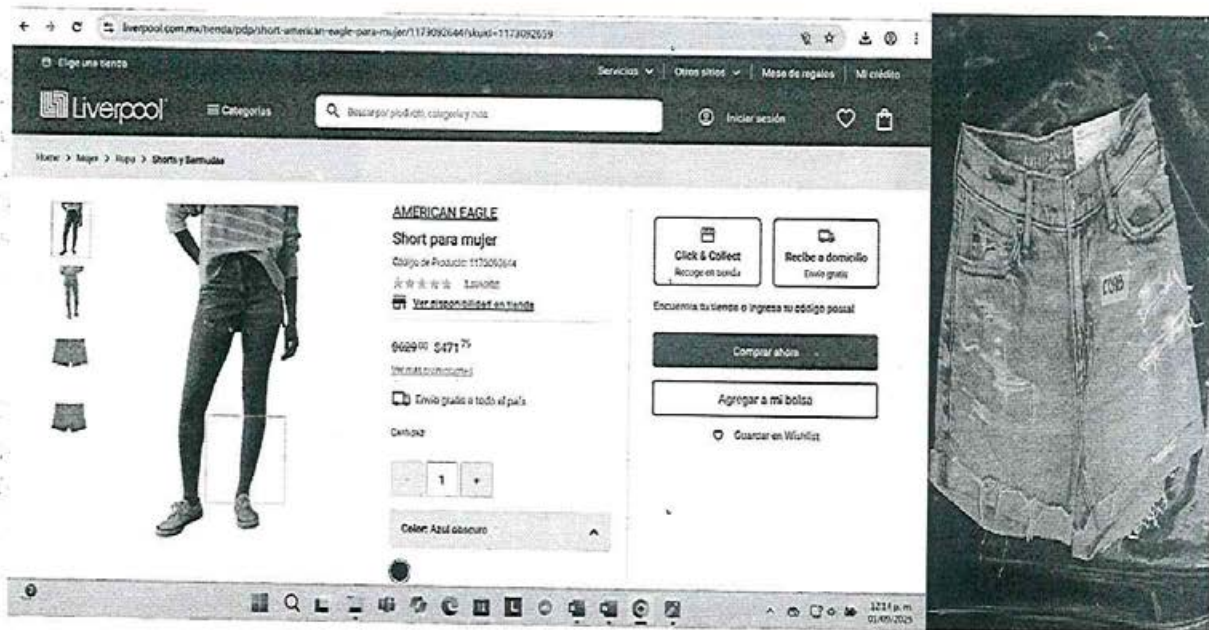 liverpool.com.mx/tienda/pdp/short-american-eagle-para-mujer/1173092644?skuid=1173092659
Elige una tienda
Servicios
Otros sitios
Mesa de regalos
Mi crédito
Liverpool
Categorías
Buscar por producto, categoría y más
Iniciar sesión
Home > Mujer > Ropa > Shorts y Bermudas
AMERICAN EAGLE
Short para mujer
Código de Producto: 1173092644
Ver disponibilidad en tienda
$629.00 $471.75
Ver más promociones
Envío gratis a todo el país
Cantidad
- 1 +
Color: Azul obscuro
Click & Collect
Recoge en tienda
Recibe a domicilio
Envío gratis
Encuentra tu tienda o ingresa tu código postal
Comprar ahora
Agregar a mi bolsa
Guardar en Wishlist
12:14 p. m.
01/09/2025